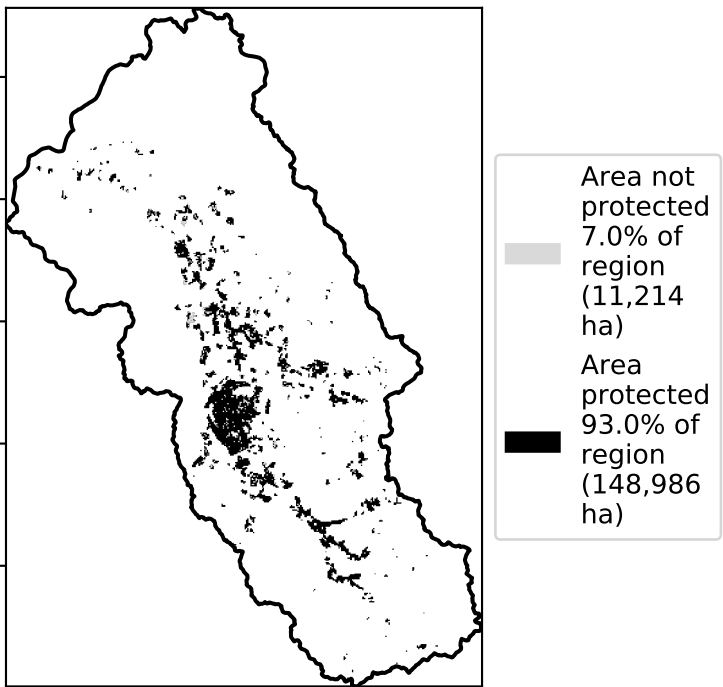 Area not
protected
7.0% of
region
(11,214
ha)
Area
protected
93.0% of
region
(148,986
ha)